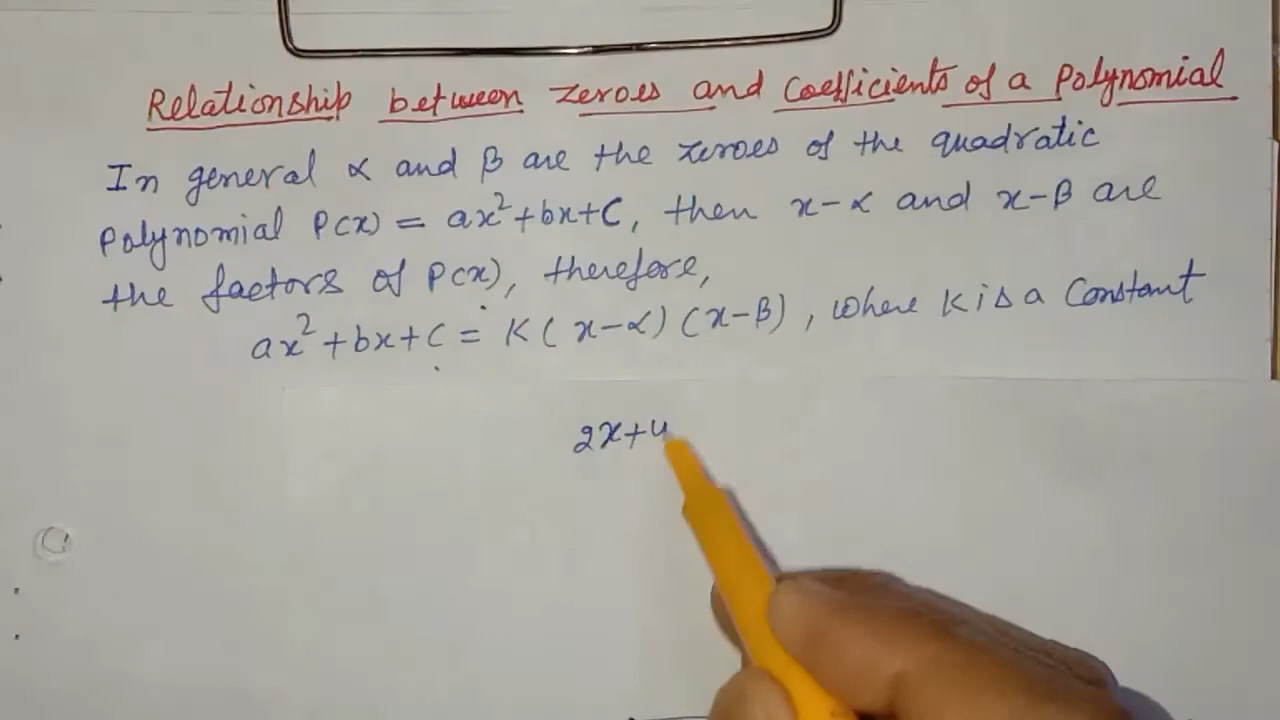 Relationship between zeroes and Coefficients of a Polynomial
In general α and β are the zeroes of the quadratic
Polynomial P(x) = ax²+bx+C, then x-α and x-β are
the factors of P(x), therefore,
ax²+bx+C = K(x-α)(x-β), where K is a Constant
2x+4